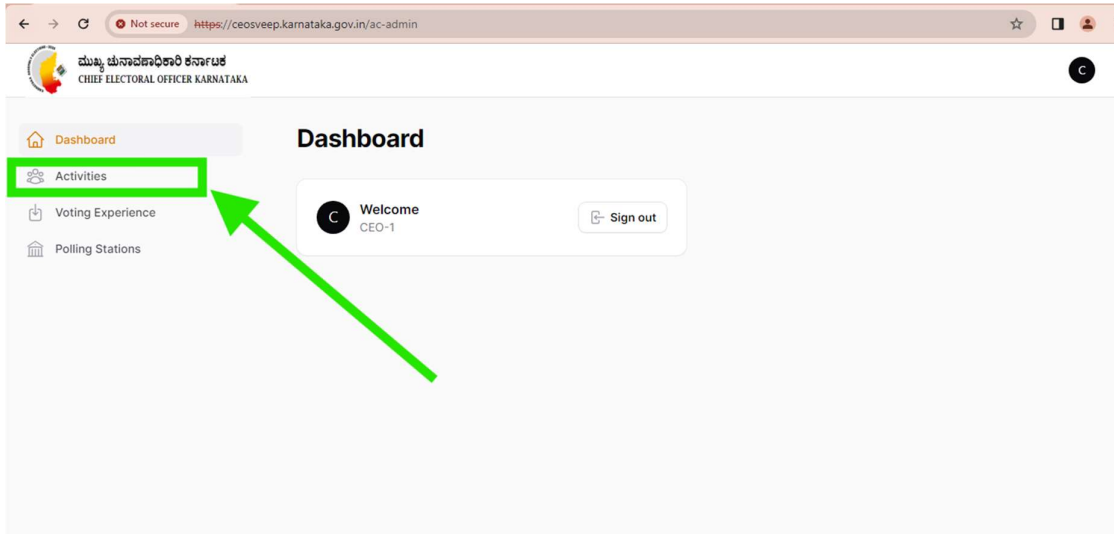 Not secure https://ceosveep.karnataka.gov.in/ac-admin
ಮುಖ್ಯ ಚುನಾವಣಾಧಿಕಾರಿ ಕರ್ನಾಟಕ
CHIEF ELECTORAL OFFICER KARNATAKA
C
Dashboard
Activities
Voting Experience
Polling Stations
Dashboard
C
Welcome
CEO-1
Sign out